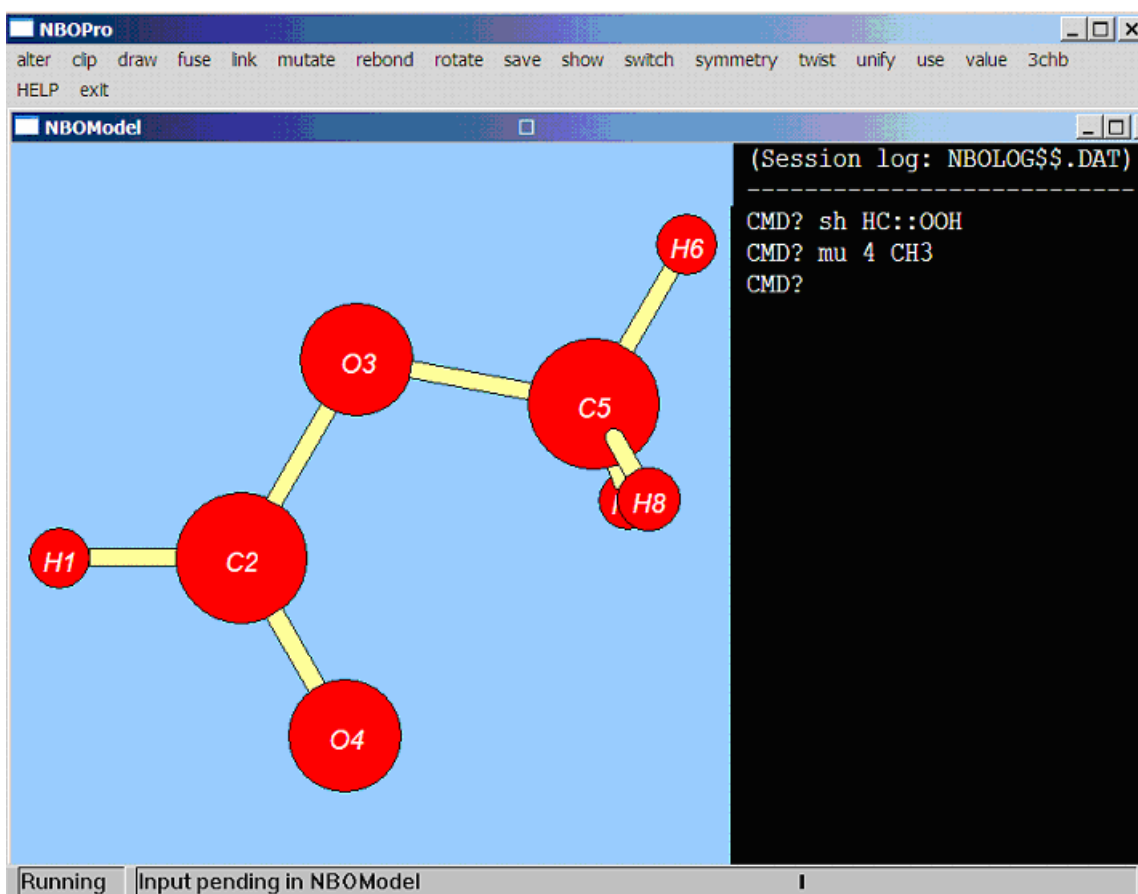 NBOPro
alter clip draw fuse link mutate rebond rotate save show switch symmetry twist unify use value 3chb
HELP exit
NBOModel
(Session log: NBOLOG$$.DAT)
---------------------------
CMD? sh HC::OOH
CMD? mu 4 CH3
CMD?
H6
O3
C5
H8
H1
C2
O4
Running
Input pending in NBOModel